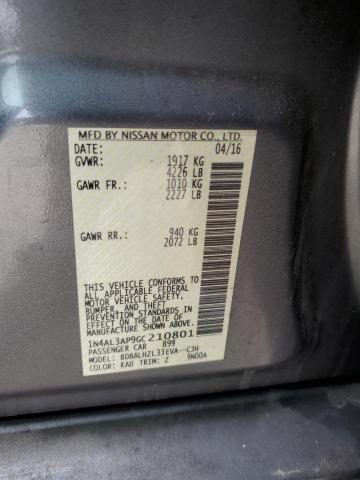 MFD BY NISSAN MOTOR CO., LTD.
DATE: 04/16
GVWR: 1917 KG
4226 LB
GAWR FR.: 1010 KG
2227 LB
GAWR RR.: 940 KG
2072 LB
THIS VEHICLE CONFORMS TO
ALL APPLICABLE FEDERAL
MOTOR VEHICLE SAFETY,
BUMPER, AND THEFT
PREVENTION STANDARDS IN
EFFECT ON THE DATE OF
MANUFACTURE SHOWN ABOVE.
1N4AL3AP9GC210801
PASSENGER CAR 899
MODEL: BDBALHZL33EVA--CJH
COLOR: KAD TRIM: Z 9N00A